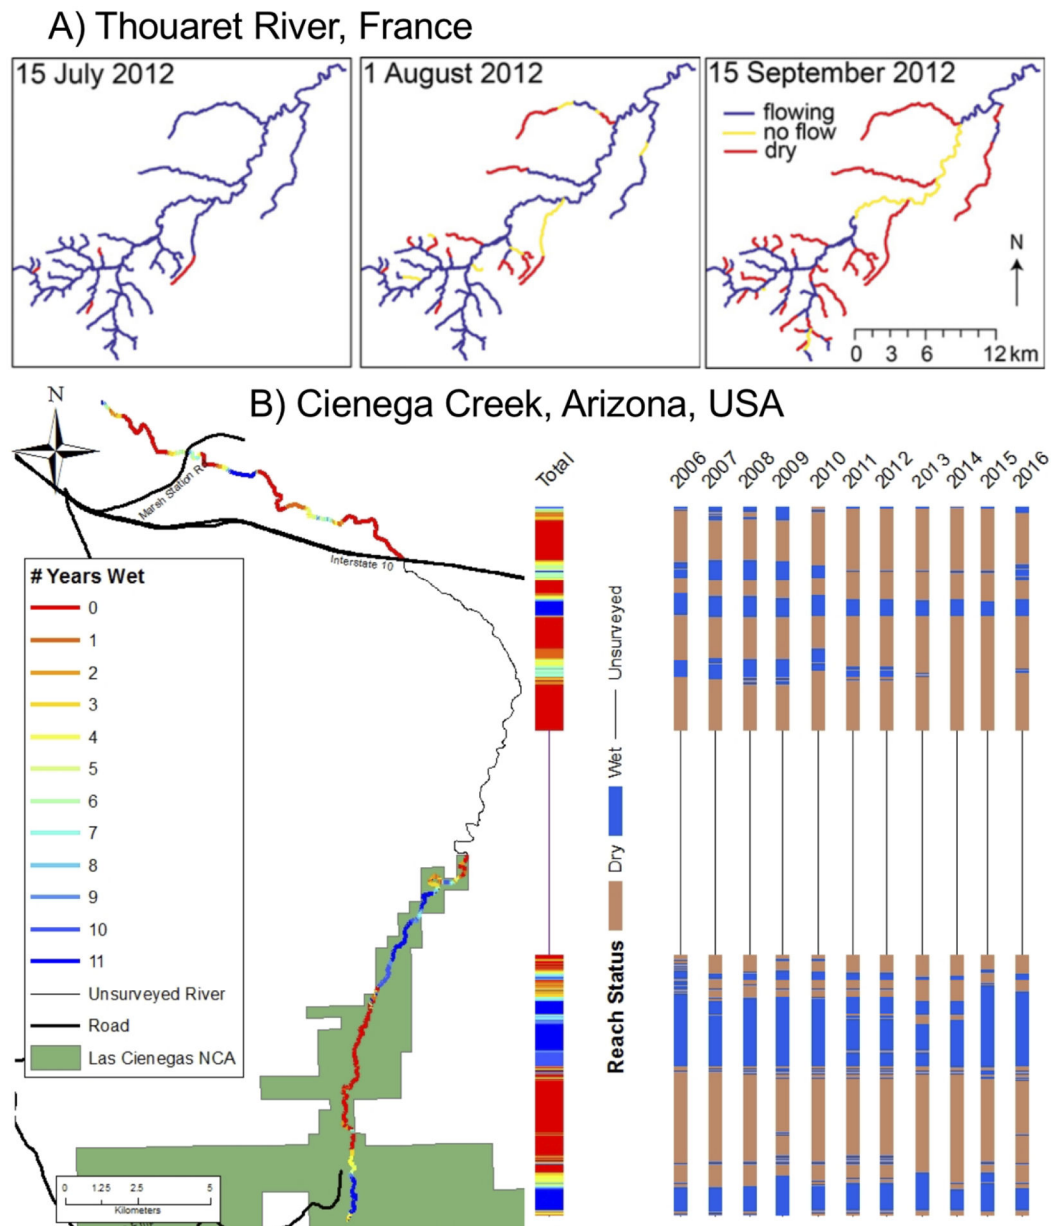 A) Thouaret River, France
15 July 2012
1 August 2012
15 September 2012
flowing
no flow
dry
N
0 3 6 12 km
B) Cienega Creek, Arizona, USA
N
Marsh Station R
Interstate 10
# Years Wet
0
1
2
3
4
5
6
7
8
9
10
11
Unsurveyed River
Road
Las Cienegas NCA
0 1.25 2.5 5
Kilometers
Total
Reach Status Dry Wet Unsurveyed
2006 2007 2008 2009 2010 2011 2012 2013 2014 2015 2016